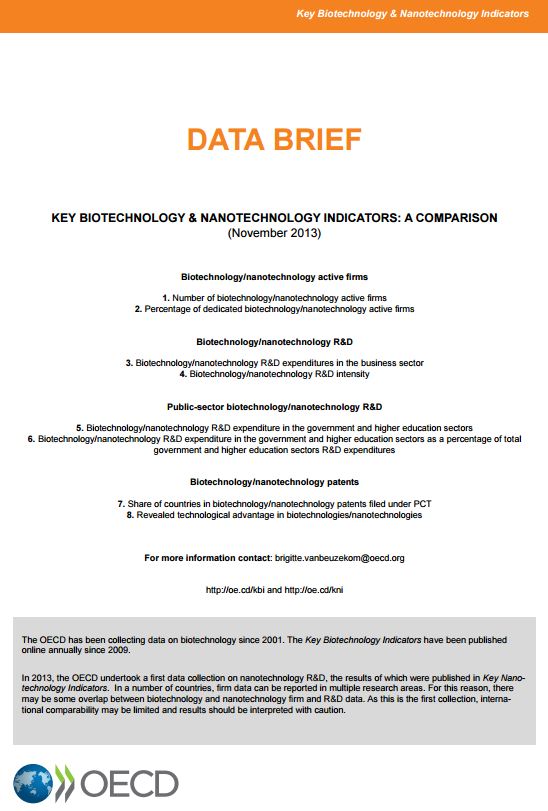 Key Biotechnology & Nanotechnology Indicators
DATA BRIEF
KEY BIOTECHNOLOGY & NANOTECHNOLOGY INDICATORS: A COMPARISON
(November 2013)
Biotechnology/nanotechnology active firms
1. Number of biotechnology/nanotechnology active firms
2. Percentage of dedicated biotechnology/nanotechnology active firms
Biotechnology/nanotechnology R&D
3. Biotechnology/nanotechnology R&D expenditures in the business sector
4. Biotechnology/nanotechnology R&D intensity
Public-sector biotechnology/nanotechnology R&D
5. Biotechnology/nanotechnology R&D expenditure in the government and higher education sectors
6. Biotechnology/nanotechnology R&D expenditure in the government and higher education sectors as a percentage of total
government and higher education sectors R&D expenditures
Biotechnology/nanotechnology patents
7. Share of countries in biotechnology/nanotechnology patents filed under PCT
8. Revealed technological advantage in biotechnologies/nanotechnologies
For more information contact: brigitte.vanbeuzekom@oecd.org
http://oe.cd/kbi and http://oe.cd/kni
The OECD has been collecting data on biotechnology since 2001. The Key Biotechnology Indicators have been published
online annually since 2009.
In 2013, the OECD undertook a first data collection on nanotechnology R&D, the results of which were published in Key Nano-
technology Indicators. In a number of countries, firm data can be reported in multiple research areas. For this reason, there
may be some overlap between biotechnology and nanotechnology firm and R&D data. As this is the first collection, interna-
tional comparability may be limited and results should be interpreted with caution.
OECD